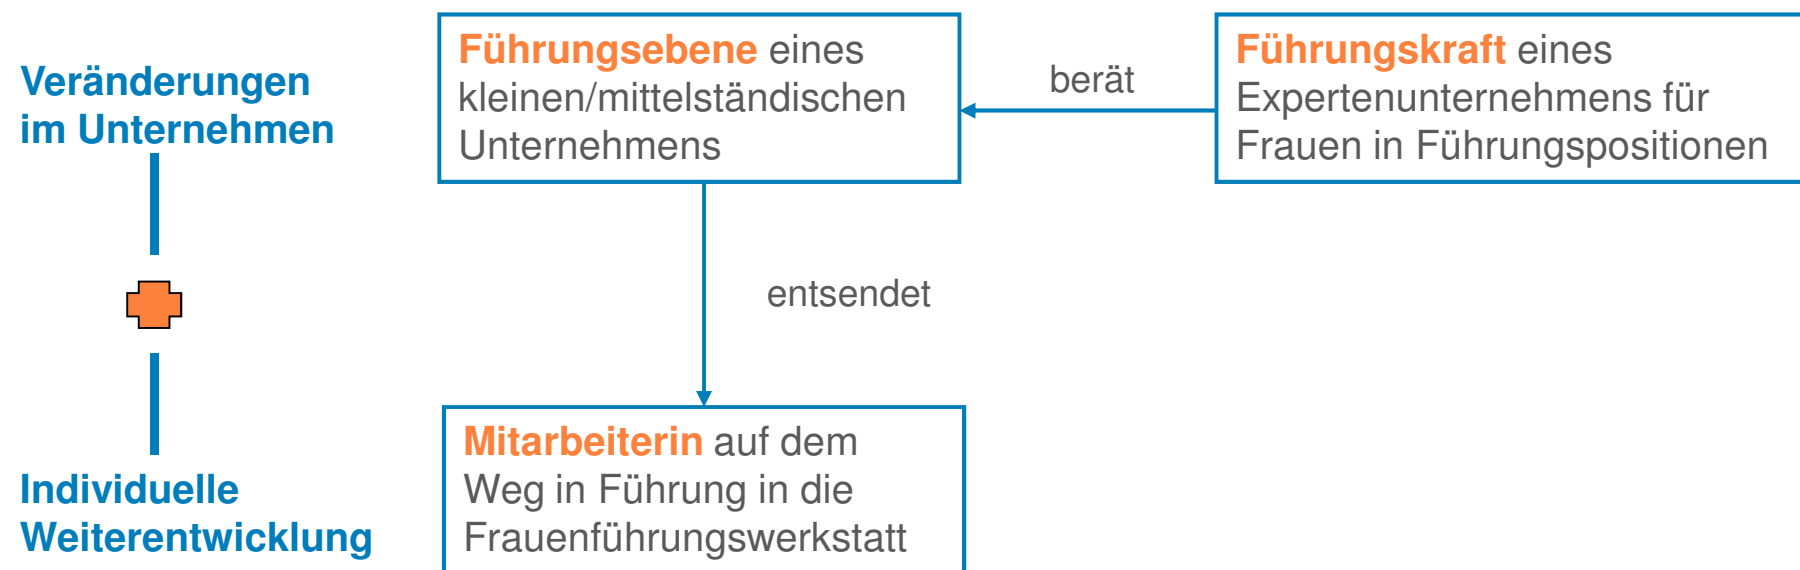 Veränderungen
im Unternehmen
Führungsebene eines
kleinen/mittelständischen
Unternehmens
berät
Führungskraft eines
Expertenunternehmens für
Frauen in Führungspositionen
entsendet
Individuelle
Weiterentwicklung
Mitarbeiterin auf dem
Weg in Führung in die
Frauenführungswerkstatt